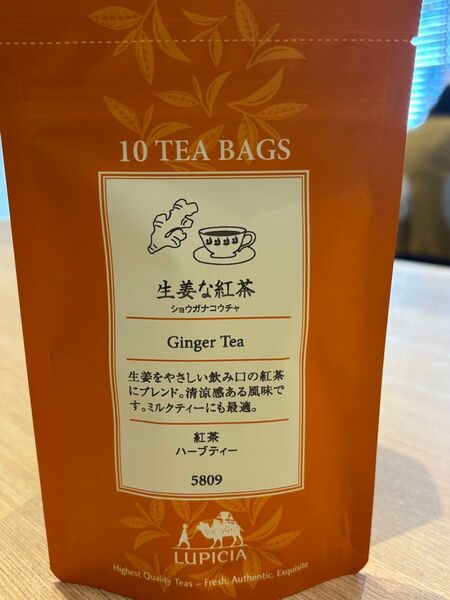 10 TEA BAGS
生姜な紅茶
ショウガナコウチャ
Ginger Tea
生姜をやさしい飲み口の紅茶
にブレンド。清涼感ある風味で
す。ミルクティーにも最適。
紅茶
ハーブティー
5809
LUPICIA
Highest Quality Teas – Fresh, Authentic, Exquisite